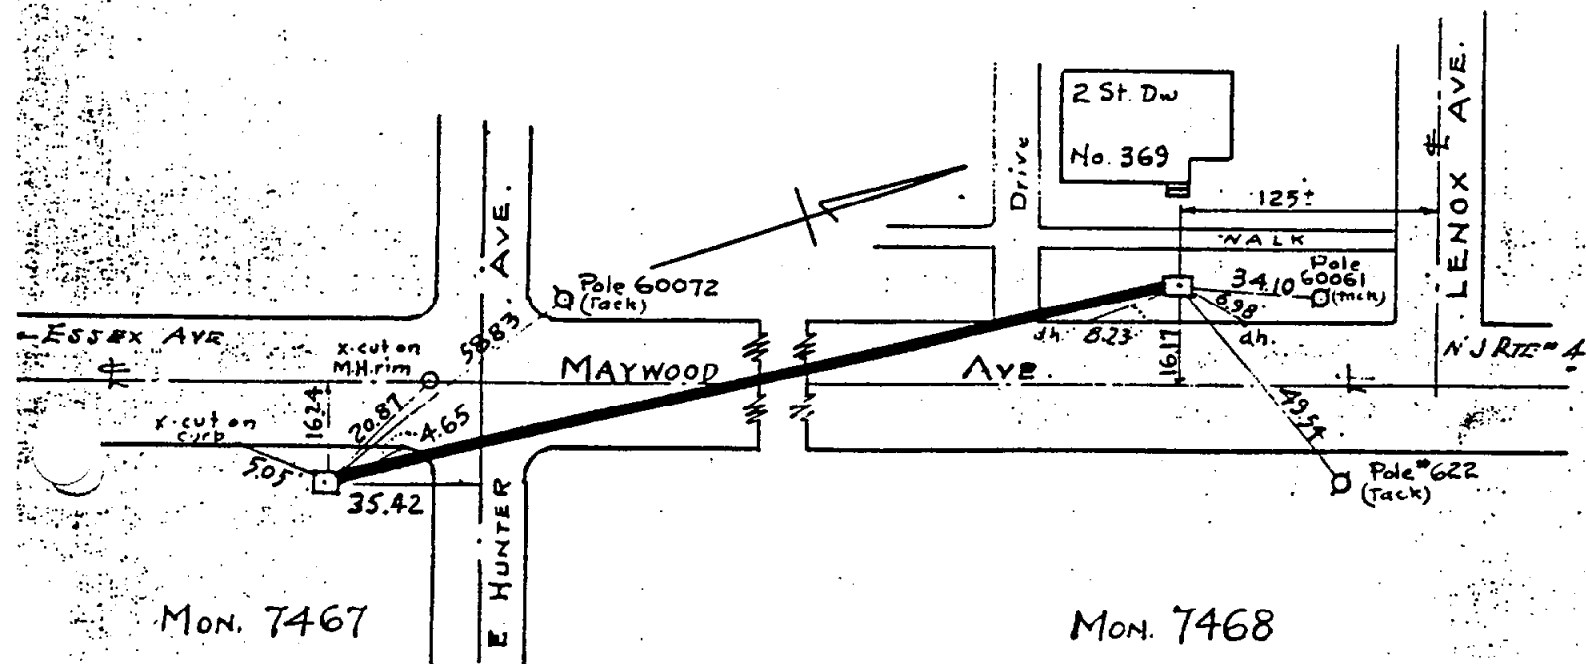 2 St. Dw
No. 369
Drive
125±
WALK
LENOX AVE.
℄
AVE.
Pole 60072
(Tack)
Pole
60061
(Tack)
34.10
6.98
58.83
ESSEX AVE
x-cut on
M.H. rim
℄
MAYWOOD
AVE.
dh.
8.23
16.17
dh.
N J RTE # 4
16.24
20.87
4.65
x-cut on
curb
5.05
35.42
49.54
Pole #622
(Tack)
E HUNTER
MON. 7467
MON. 7468